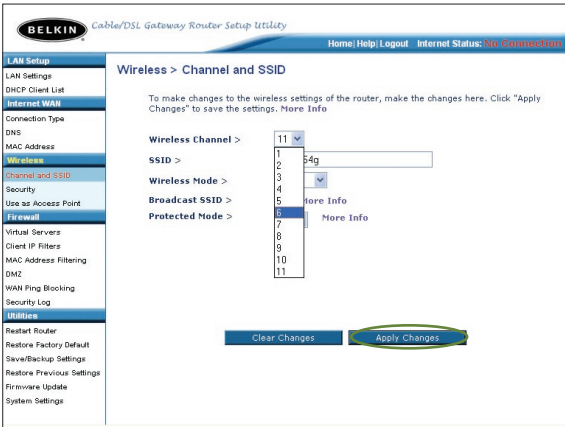 BELKIN Cable/DSL Gateway Router Setup Utility
Home| Help| Logout Internet Status: No Connection
LAN Setup
LAN Settings
DHCP Client List
Internet WAN
Connection Type
DNS
MAC Address
Wireless
Channel and SSID
Security
Use as Access Point
Firewall
Virtual Servers
Client IP Filters
MAC Address Filtering
DMZ
WAN Ping Blocking
Security Log
Utilities
Restart Router
Restore Factory Default
Save/Backup Settings
Restore Previous Settings
Firmware Update
System Settings
Wireless > Channel and SSID
To make changes to the wireless settings of the router, make the changes here. Click "Apply
Changes" to save the settings. More Info
Wireless Channel > 11
SSID > 54g
Wireless Mode >
Broadcast SSID > More Info
Protected Mode > More Info
1
2
3
4
5
6
7
8
9
10
11
Clear Changes Apply Changes